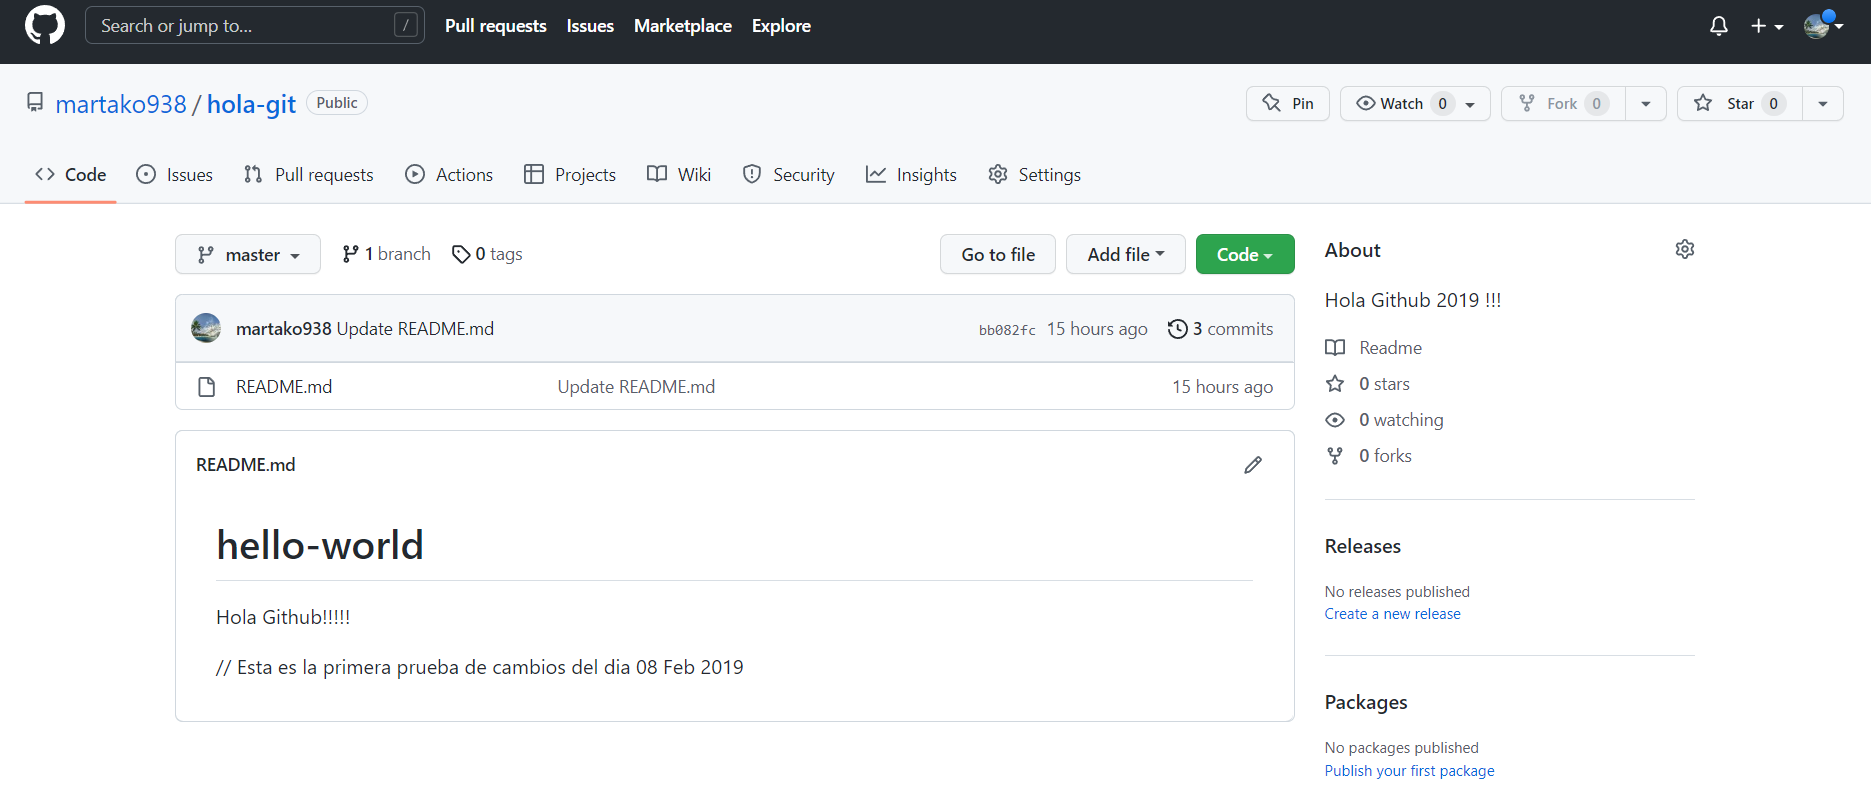 Search or jump to... / Pull requests Issues Marketplace Explore
martako938 / hola-git Public Pin Watch 0 Fork 0 Star 0
Code Issues Pull requests Actions Projects Wiki Security Insights Settings
master 1 branch 0 tags Go to file Add file Code
martako938 Update README.md bb082fc 15 hours ago 3 commits
README.md Update README.md 15 hours ago
README.md
hello-world
Hola Github!!!!!
// Esta es la primera prueba de cambios del dia 08 Feb 2019
About
Hola Github 2019 !!!
Readme
0 stars
0 watching
0 forks
Releases
No releases published
Create a new release
Packages
No packages published
Publish your first package